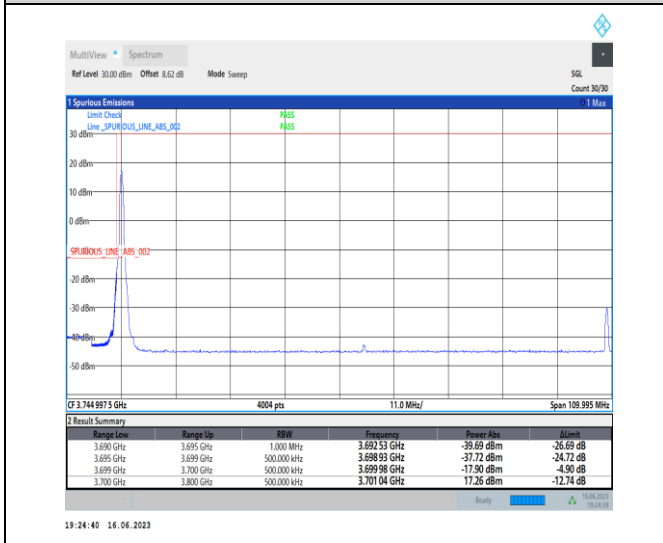 MultiView Spectrum
Ref Level 30.00 dBm Offset 8.62 dB Mode Sweep SGL
Count 30/30
1 Spurious Emissions 1 Max
Limit Check PASS
Line _SPURIOUS_LINE_ABS_002 PASS
30 dBm
20 dBm
10 dBm
0 dBm
_SPURIOUS_LINE_ABS_002
-20 dBm
-30 dBm
-40 dBm
-50 dBm
CF 3.744 997 5 GHz 4004 pts 11.0 MHz/ Span 109.995 MHz
2 Result Summary
Range Low Range Up RBW Frequency Power Abs ΔLimit
3.690 GHz 3.695 GHz 1.000 MHz 3.692 53 GHz -39.69 dBm -26.69 dB
3.695 GHz 3.699 GHz 500.000 kHz 3.698 93 GHz -37.72 dBm -24.72 dB
3.699 GHz 3.700 GHz 500.000 kHz 3.699 98 GHz -17.90 dBm -4.90 dB
3.700 GHz 3.800 GHz 500.000 kHz 3.701 04 GHz 17.26 dBm -12.74 dB
Ready 16.06.2023
19:24:39
19:24:40 16.06.2023